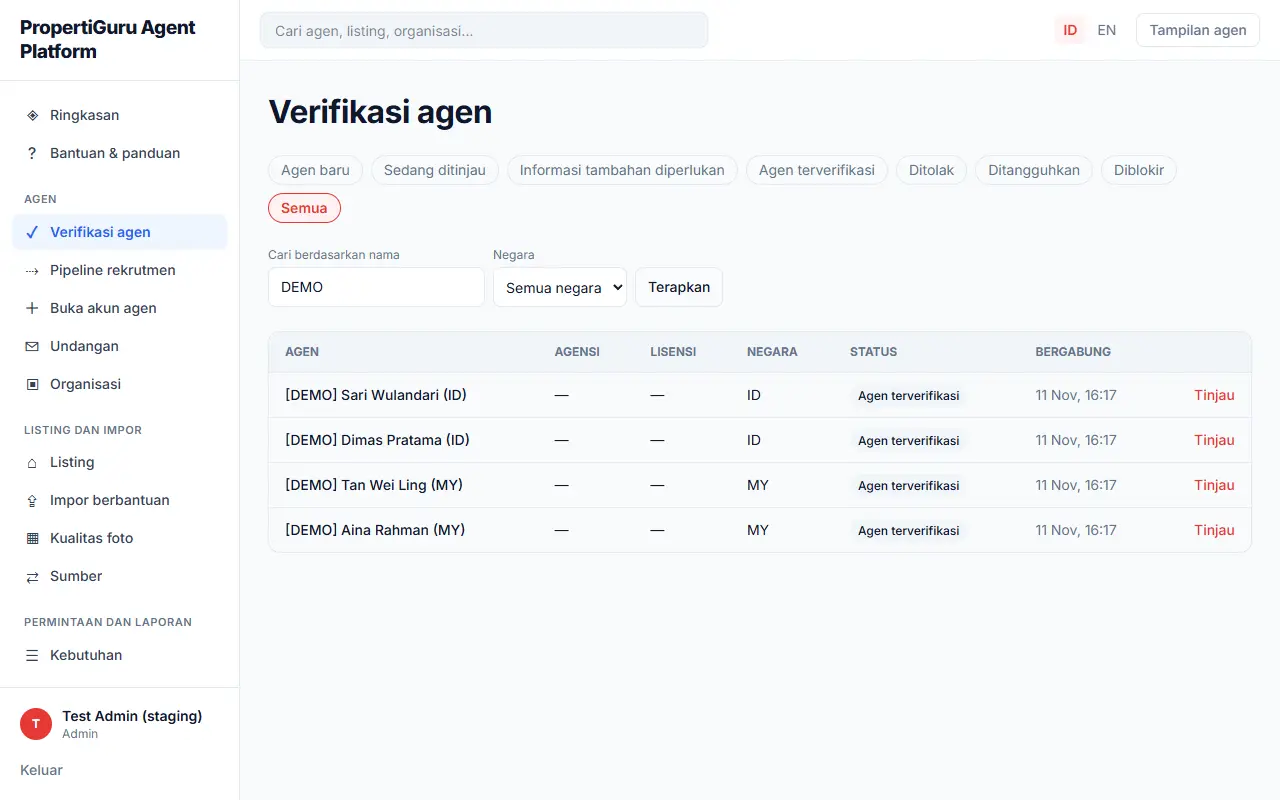 PropertiGuru Agent
Platform
Cari agen, listing, organisasi...
ID
EN
Tampilan agen
Ringkasan
? Bantuan & panduan
AGEN
Verifikasi agen
Pipeline rekrutmen
Buka akun agen
Undangan
Organisasi
LISTING DAN IMPOR
Listing
Impor berbantuan
Kualitas foto
Sumber
PERMINTAAN DAN LAPORAN
Kebutuhan
T
Test Admin (staging)
Admin
Keluar
Verifikasi agen
Agen baru
Sedang ditinjau
Informasi tambahan diperlukan
Agen terverifikasi
Ditolak
Ditangguhkan
Diblokir
Semua
Cari berdasarkan nama
Negara
DEMO
Semua negara
Terapkan
AGEN AGENSI LISENSI NEGARA STATUS BERGABUNG
[DEMO] Sari Wulandari (ID) — — ID Agen terverifikasi 11 Nov, 16:17 Tinjau
[DEMO] Dimas Pratama (ID) — — ID Agen terverifikasi 11 Nov, 16:17 Tinjau
[DEMO] Tan Wei Ling (MY) — — MY Agen terverifikasi 11 Nov, 16:17 Tinjau
[DEMO] Aina Rahman (MY) — — MY Agen terverifikasi 11 Nov, 16:17 Tinjau